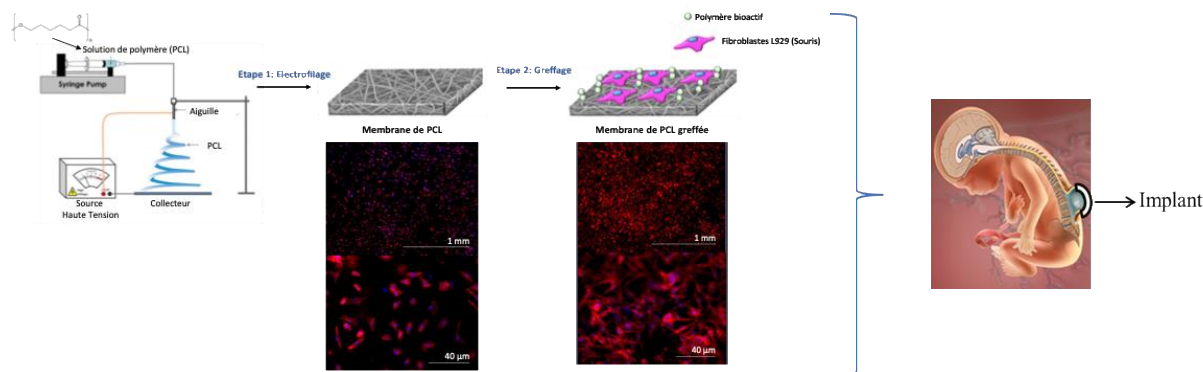 Polymère bioactif
Fibroblastes L929 (Souris)
O
O
n
Solution de polymère (PCL)
Syringe Pump
Etape 1: Electrofilage
Etape 2: Greffage
Aiguille
PCL
Source
Haute Tension
Collecteur
Membrane de PCL
Membrane de PCL greffée
1 mm
1 mm
40 µm
40 µm
Implant